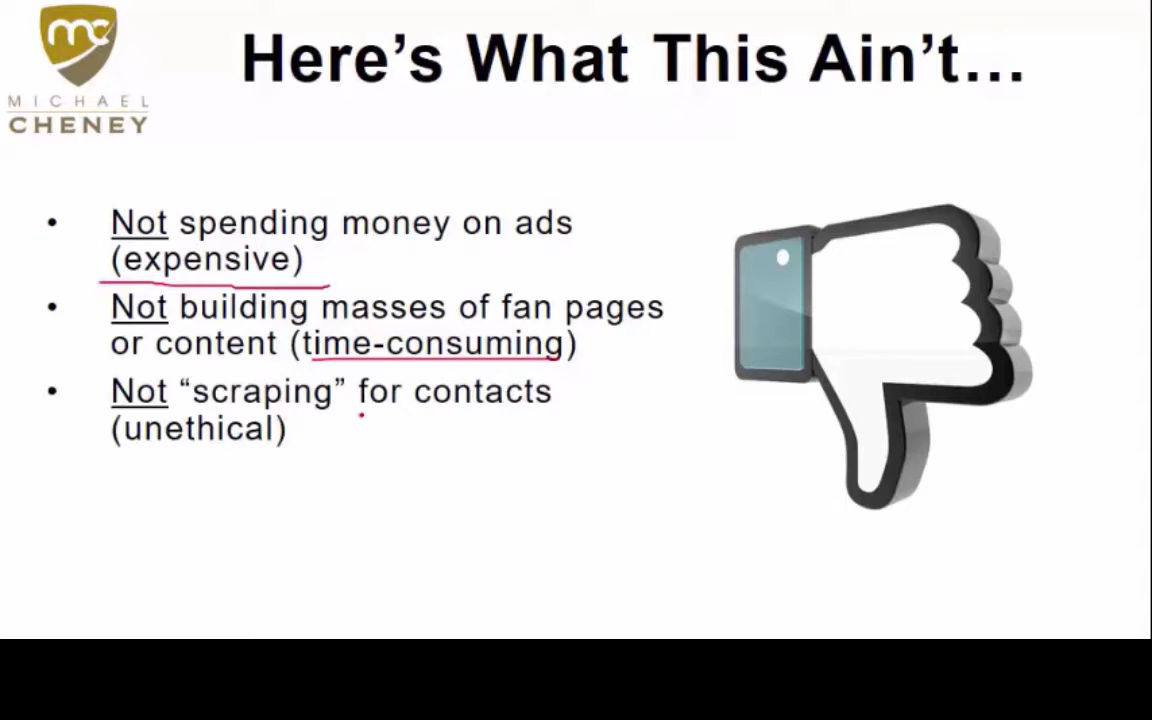 mc
MICHAEL
CHENEY
Here’s What This Ain’t…
• Not spending money on ads
(expensive)
• Not building masses of fan pages
or content (time-consuming)
• Not “scraping” for contacts
(unethical)